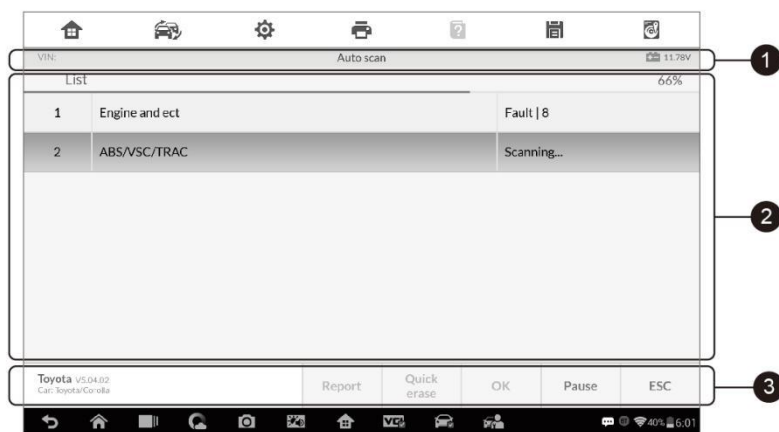 VIN: Auto scan 11.78V
1
List 66%
1 Engine and ect Fault | 8
2 ABS/VSC/TRAC Scanning...
2
Toyota V5.04.02
Car: Toyota/Corolla
Report Quick erase OK Pause ESC
3
VCI
40% 6:01